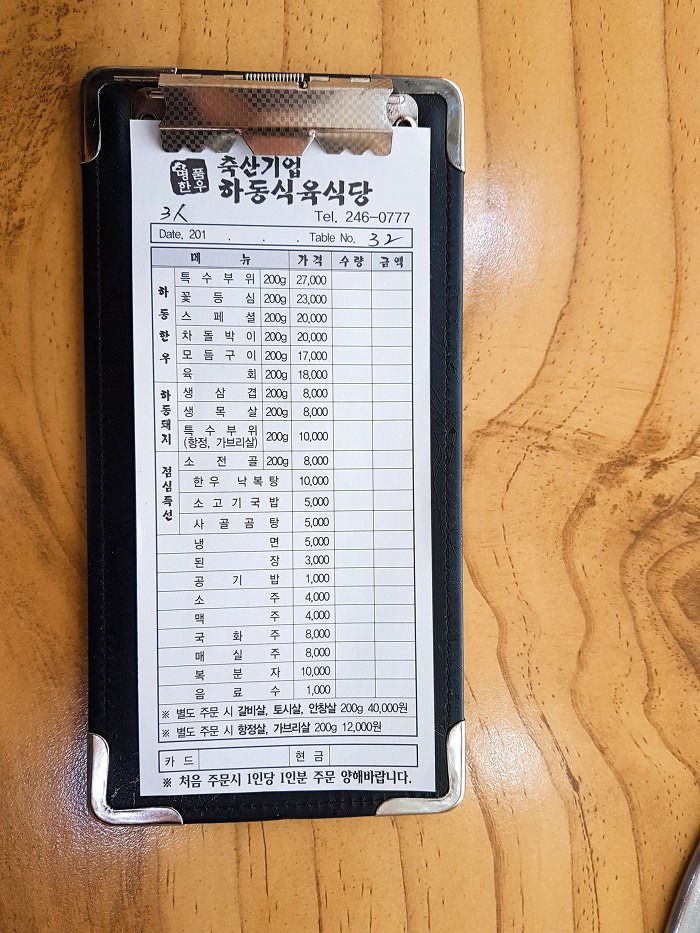 명품
한우
축산기업
하동식육식당
3人
Tel. 246-0777
Date. 201 . . . Table No. 32
메 뉴 가격 수량 금액
하동한우
특수부위 200g 27,000
꽃등심 200g 23,000
스페셜 200g 20,000
차돌박이 200g 20,000
모듬구이 200g 17,000
육회 200g 18,000
하동돼지
생삼겹 200g 8,000
생목살 200g 8,000
특수부위 (항정, 가브리살) 200g 10,000
점심특선
소전골 200g 8,000
한우 낙복탕 10,000
소고기국밥 5,000
사골곰탕 5,000
냉면 5,000
된장 3,000
공기밥 1,000
소주 4,000
맥주 4,000
국화주 8,000
매실주 8,000
복분자 10,000
음료수 1,000
※ 별도 주문 시 갈비살, 토시살, 안창살 200g 40,000원
※ 별도 주문 시 항정살, 가브리살 200g 12,000원
카드 현금
※ 처음 주문시 1인당 1인분 주문 양해바랍니다.